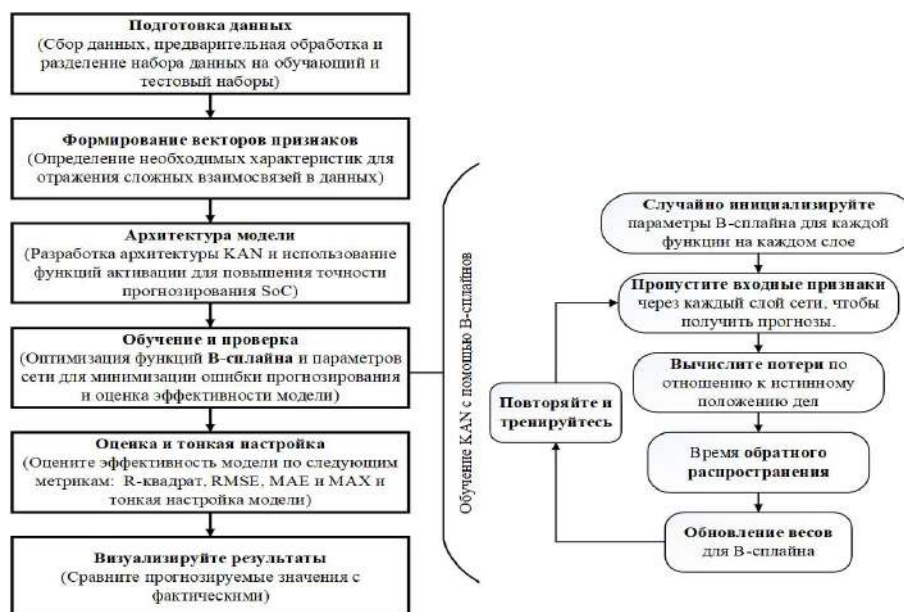 Подготовка данных
(Сбор данных, предварительная обработка и
разделение набора данных на обучающий и
тестовый наборы)
Формирование векторов признаков
(Определение необходимых характеристик для
отражения сложных взаимосвязей в данных)
Архитектура модели
(Разработка архитектуры KAN и использование
функций активации для повышения точности
прогнозирования SoC)
Обучение и проверка
(Оптимизация функций B-сплайна и параметров
сети для минимизации ошибки прогнозирования
и оценка эффективности модели)
Оценка и тонкая настройка
(Оцените эффективность модели по следующим
метрикам: R-квадрат, RMSE, MAE и MAX и
тонкая настройка модели)
Визуализируйте результаты
(Сравните прогнозируемые значения с
фактическими)
Обучение KAN с помощью B-сплайнов
Случайно инициализируйте
параметры B-сплайна для каждой
функции на каждом слое
Пропустите входные признаки
через каждый слой сети, чтобы
получить прогнозы.
Вычислите потери по
отношению к истинному
положению дел
Время обратного
распространения
Обновление весов
для B-сплайна
Повторяйте и
тренируйтесь